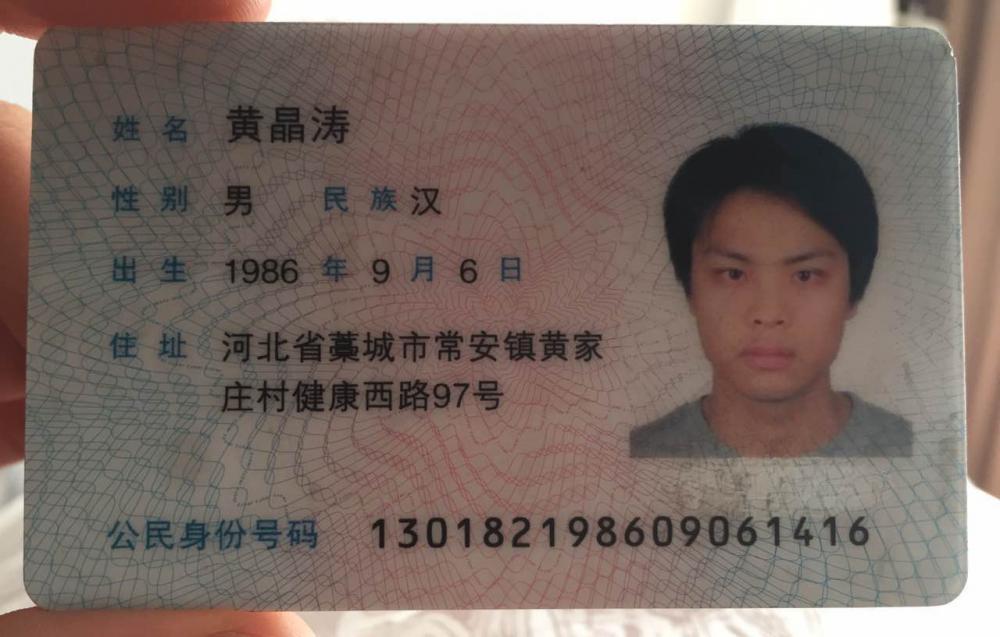 姓名 黄晶涛
性别 男 民族 汉
出生 1986 年 9 月 6 日
住址 河北省藁城市常安镇黄家
庄村健康西路97号
公民身份号码 130182198609061416